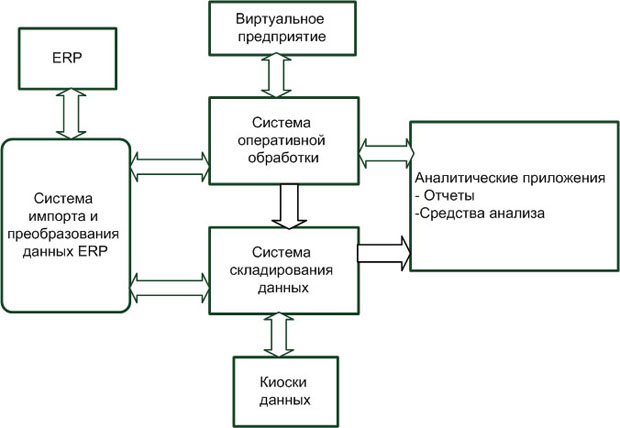 Виртуальное
предприятие
ERP
Система
оперативной
обработки
Аналитические приложения
- Отчеты
-Средства анализа
Система
импорта и
преобразования
данных ERP
Система
складирования
данных
Киоски
данных